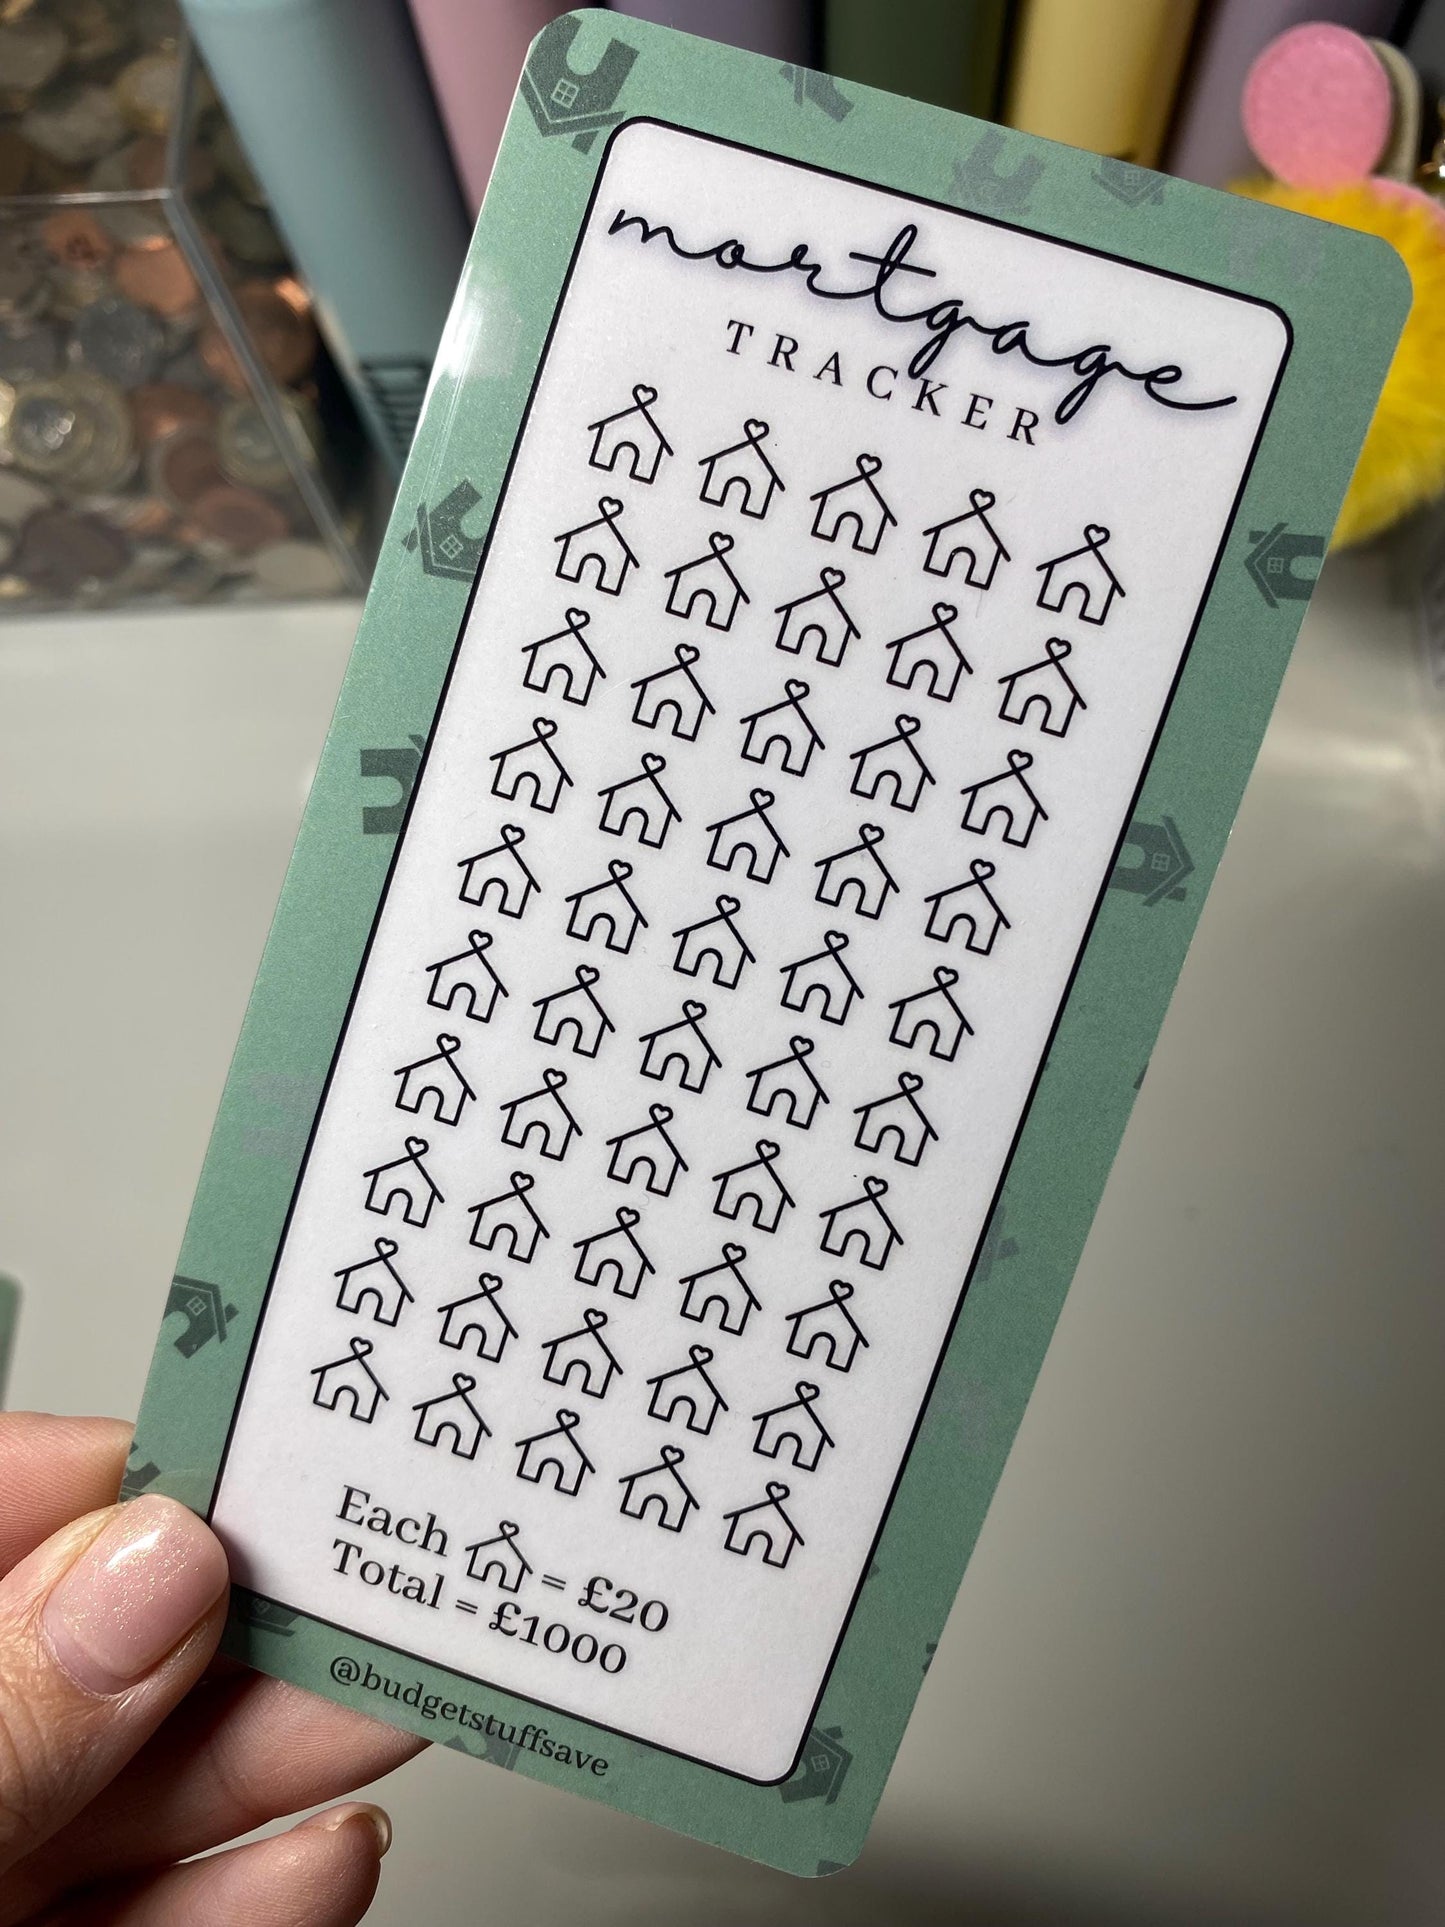 mortgage
TRACKER
Each = £20
Total = £1000
@budgetstuffsave